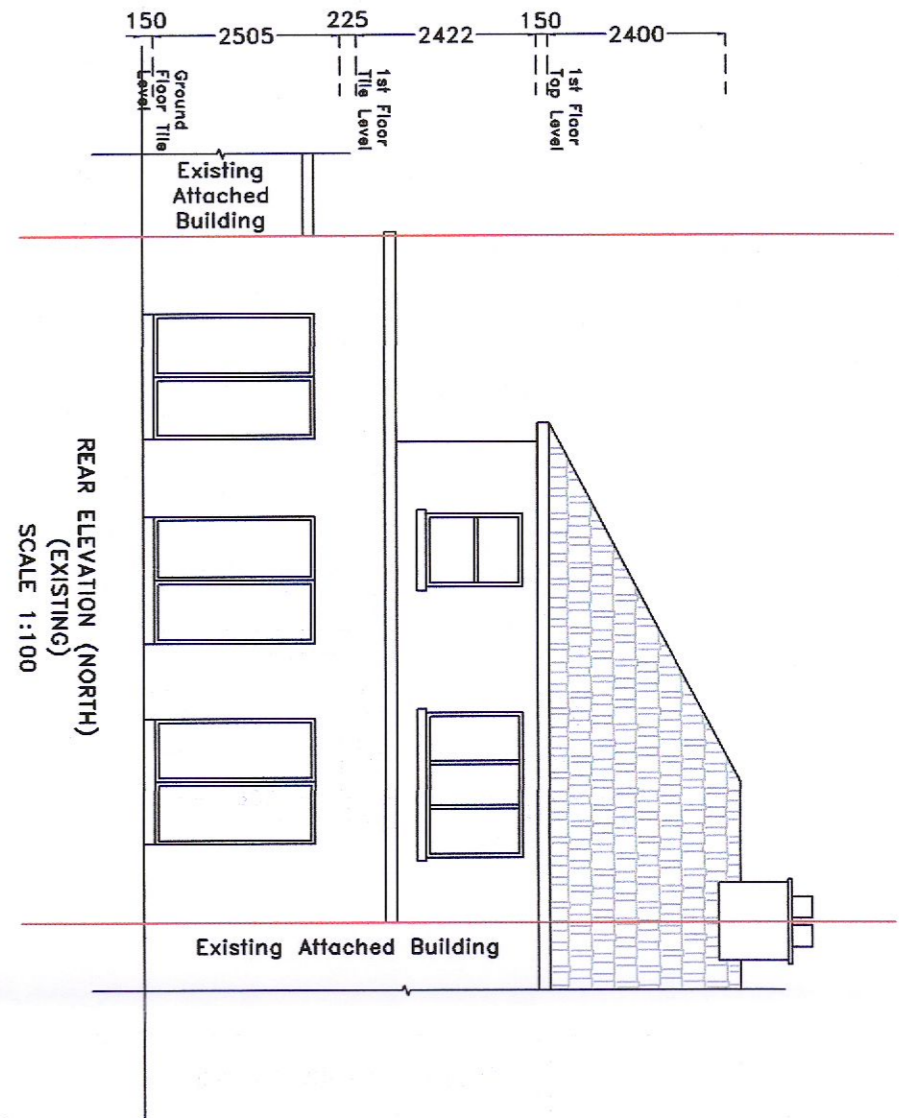 150
2505
225
2422
150
2400
Ground
Floor Tile
Level
1st Floor
Tile Level
1st Floor
Top Level
Existing
Attached
Building
Existing Attached Building
REAR ELEVATION (NORTH)
(EXISTING)
SCALE 1:100